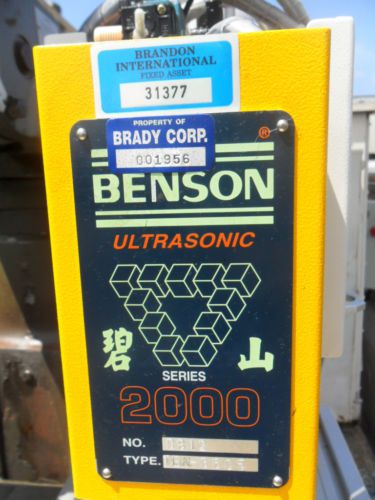 BRANDON
INTERNATIONAL
FIXED ASSET
31377
PROPERTY OF
BRADY CORP.
001956
®
BENSON
ULTRASONIC
碧 山
SERIES
2000
NO.
TYPE.